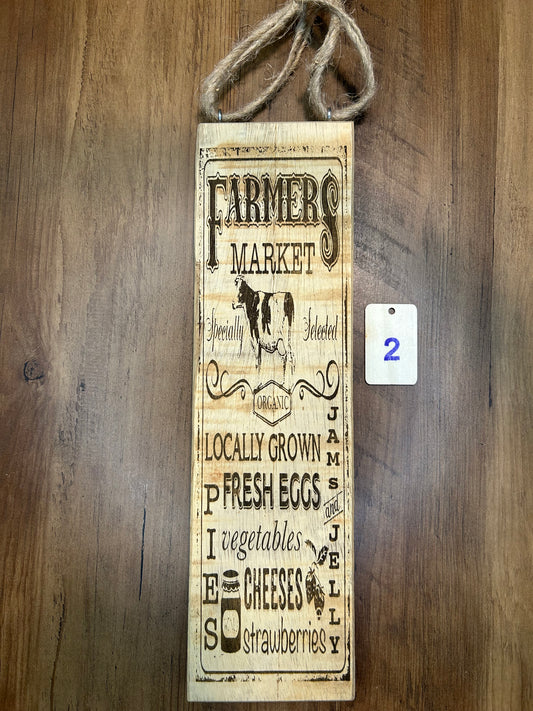 FARMERS
MARKET
Specially Selected
ORGANIC
LOCALLY GROWN
FRESH EGGS
vegetables
CHEESES
strawberries
PIES
JAMS
and
JELLY
2